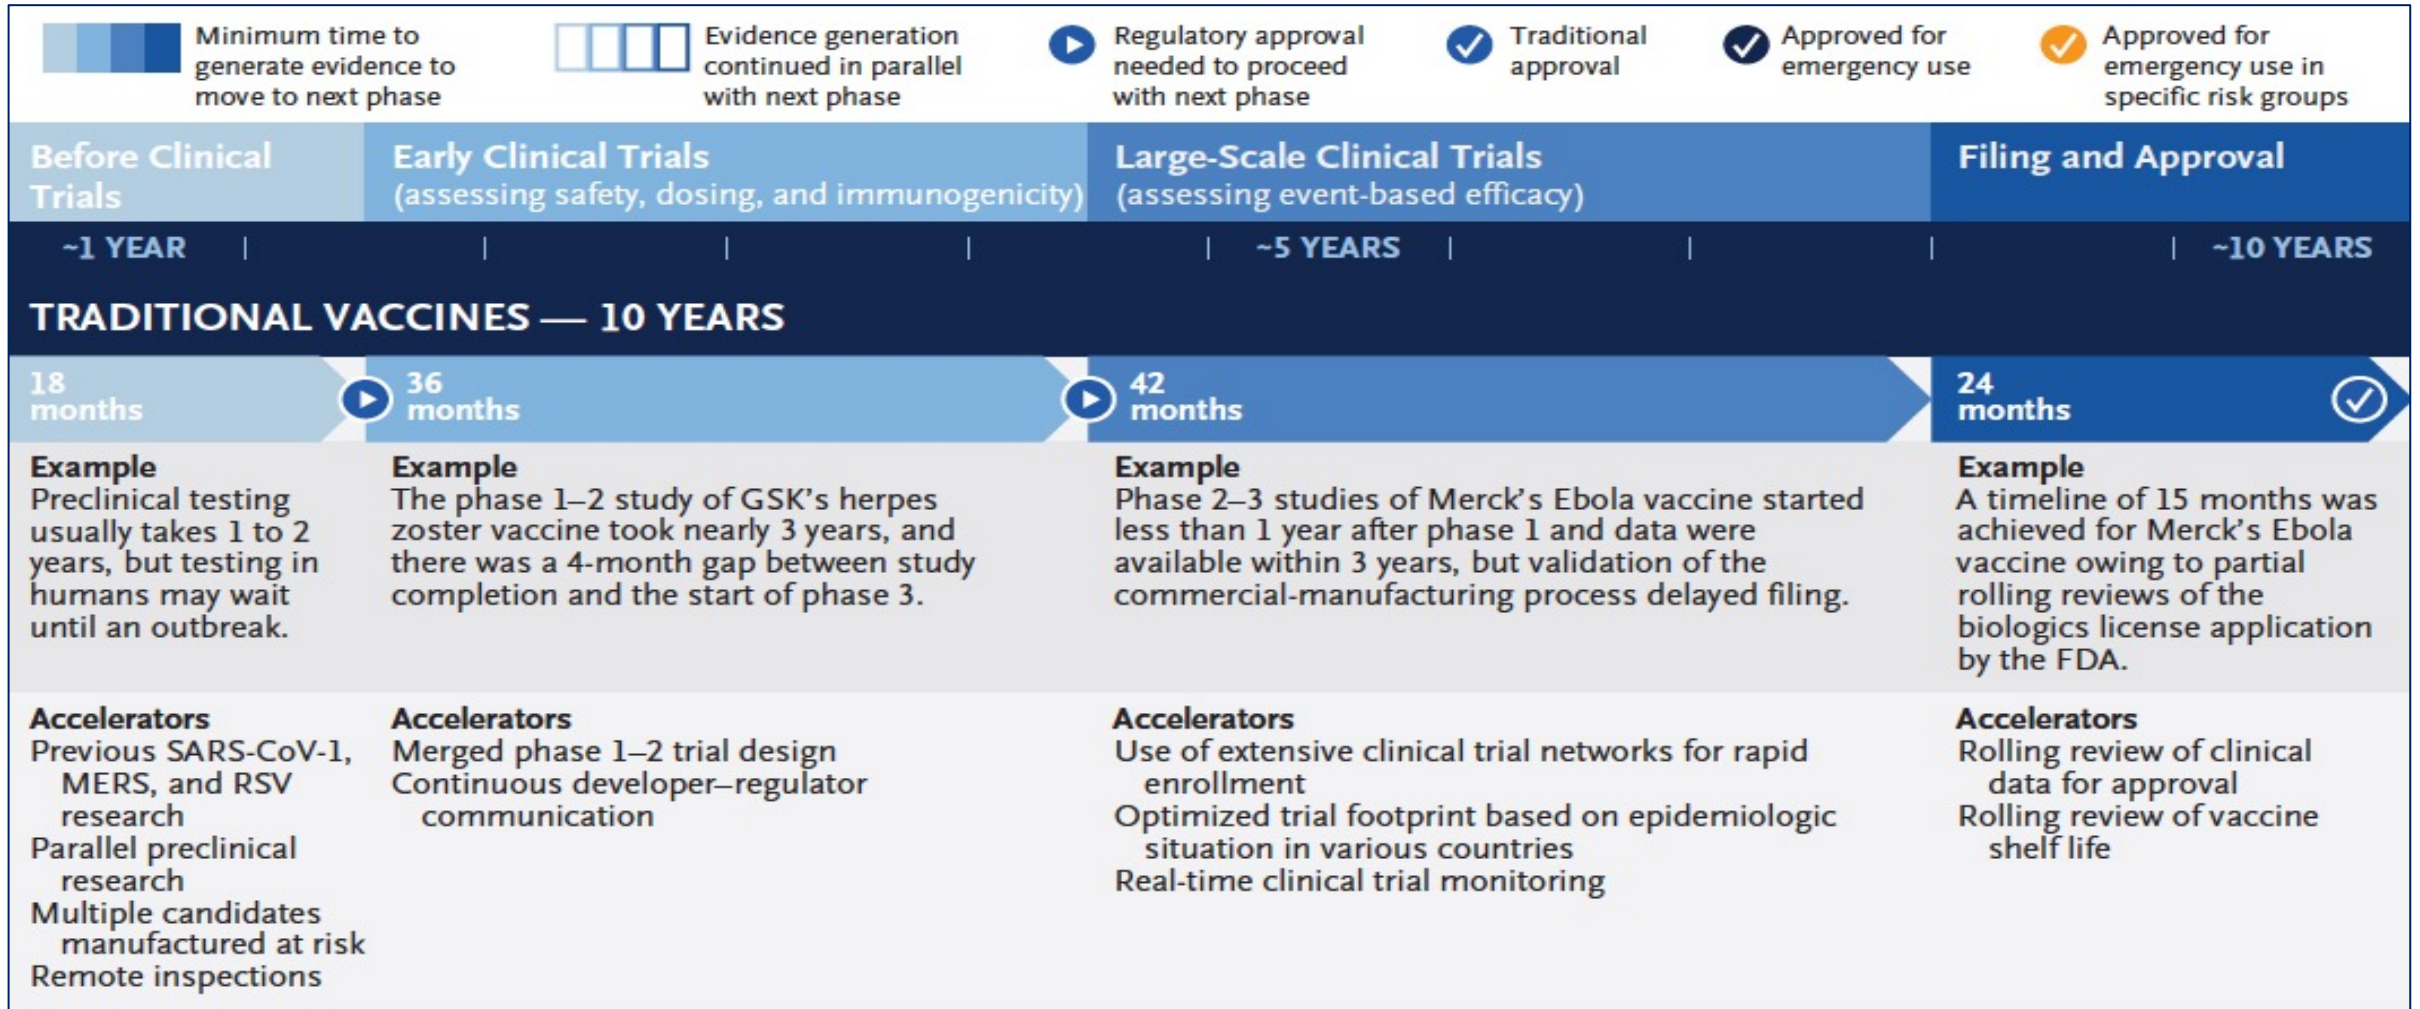 Minimum time to
generate evidence to
move to next phase
Evidence generation
continued in parallel
with next phase
Regulatory approval
needed to proceed
with next phase
Traditional
approval
Approved for
emergency use
Approved for
emergency use in
specific risk groups
Before Clinical
Trials
Early Clinical Trials
(assessing safety, dosing, and immunogenicity)
Large-Scale Clinical Trials
(assessing event-based efficacy)
Filing and Approval
~1 YEAR
~5 YEARS
~10 YEARS
TRADITIONAL VACCINES — 10 YEARS
18
months
36
months
42
months
24
months
Example
Preclinical testing
usually takes 1 to 2
years, but testing in
humans may wait
until an outbreak.
Example
The phase 1–2 study of GSK's herpes
zoster vaccine took nearly 3 years, and
there was a 4-month gap between study
completion and the start of phase 3.
Example
Phase 2–3 studies of Merck's Ebola vaccine started
less than 1 year after phase 1 and data were
available within 3 years, but validation of the
commercial-manufacturing process delayed filing.
Example
A timeline of 15 months was
achieved for Merck's Ebola
vaccine owing to partial
rolling reviews of the
biologics license application
by the FDA.
Accelerators
Previous SARS-CoV-1,
MERS, and RSV
research
Parallel preclinical
research
Multiple candidates
manufactured at risk
Remote inspections
Accelerators
Merged phase 1–2 trial design
Continuous developer–regulator
communication
Accelerators
Use of extensive clinical trial networks for rapid
enrollment
Optimized trial footprint based on epidemiologic
situation in various countries
Real-time clinical trial monitoring
Accelerators
Rolling review of clinical
data for approval
Rolling review of vaccine
shelf life